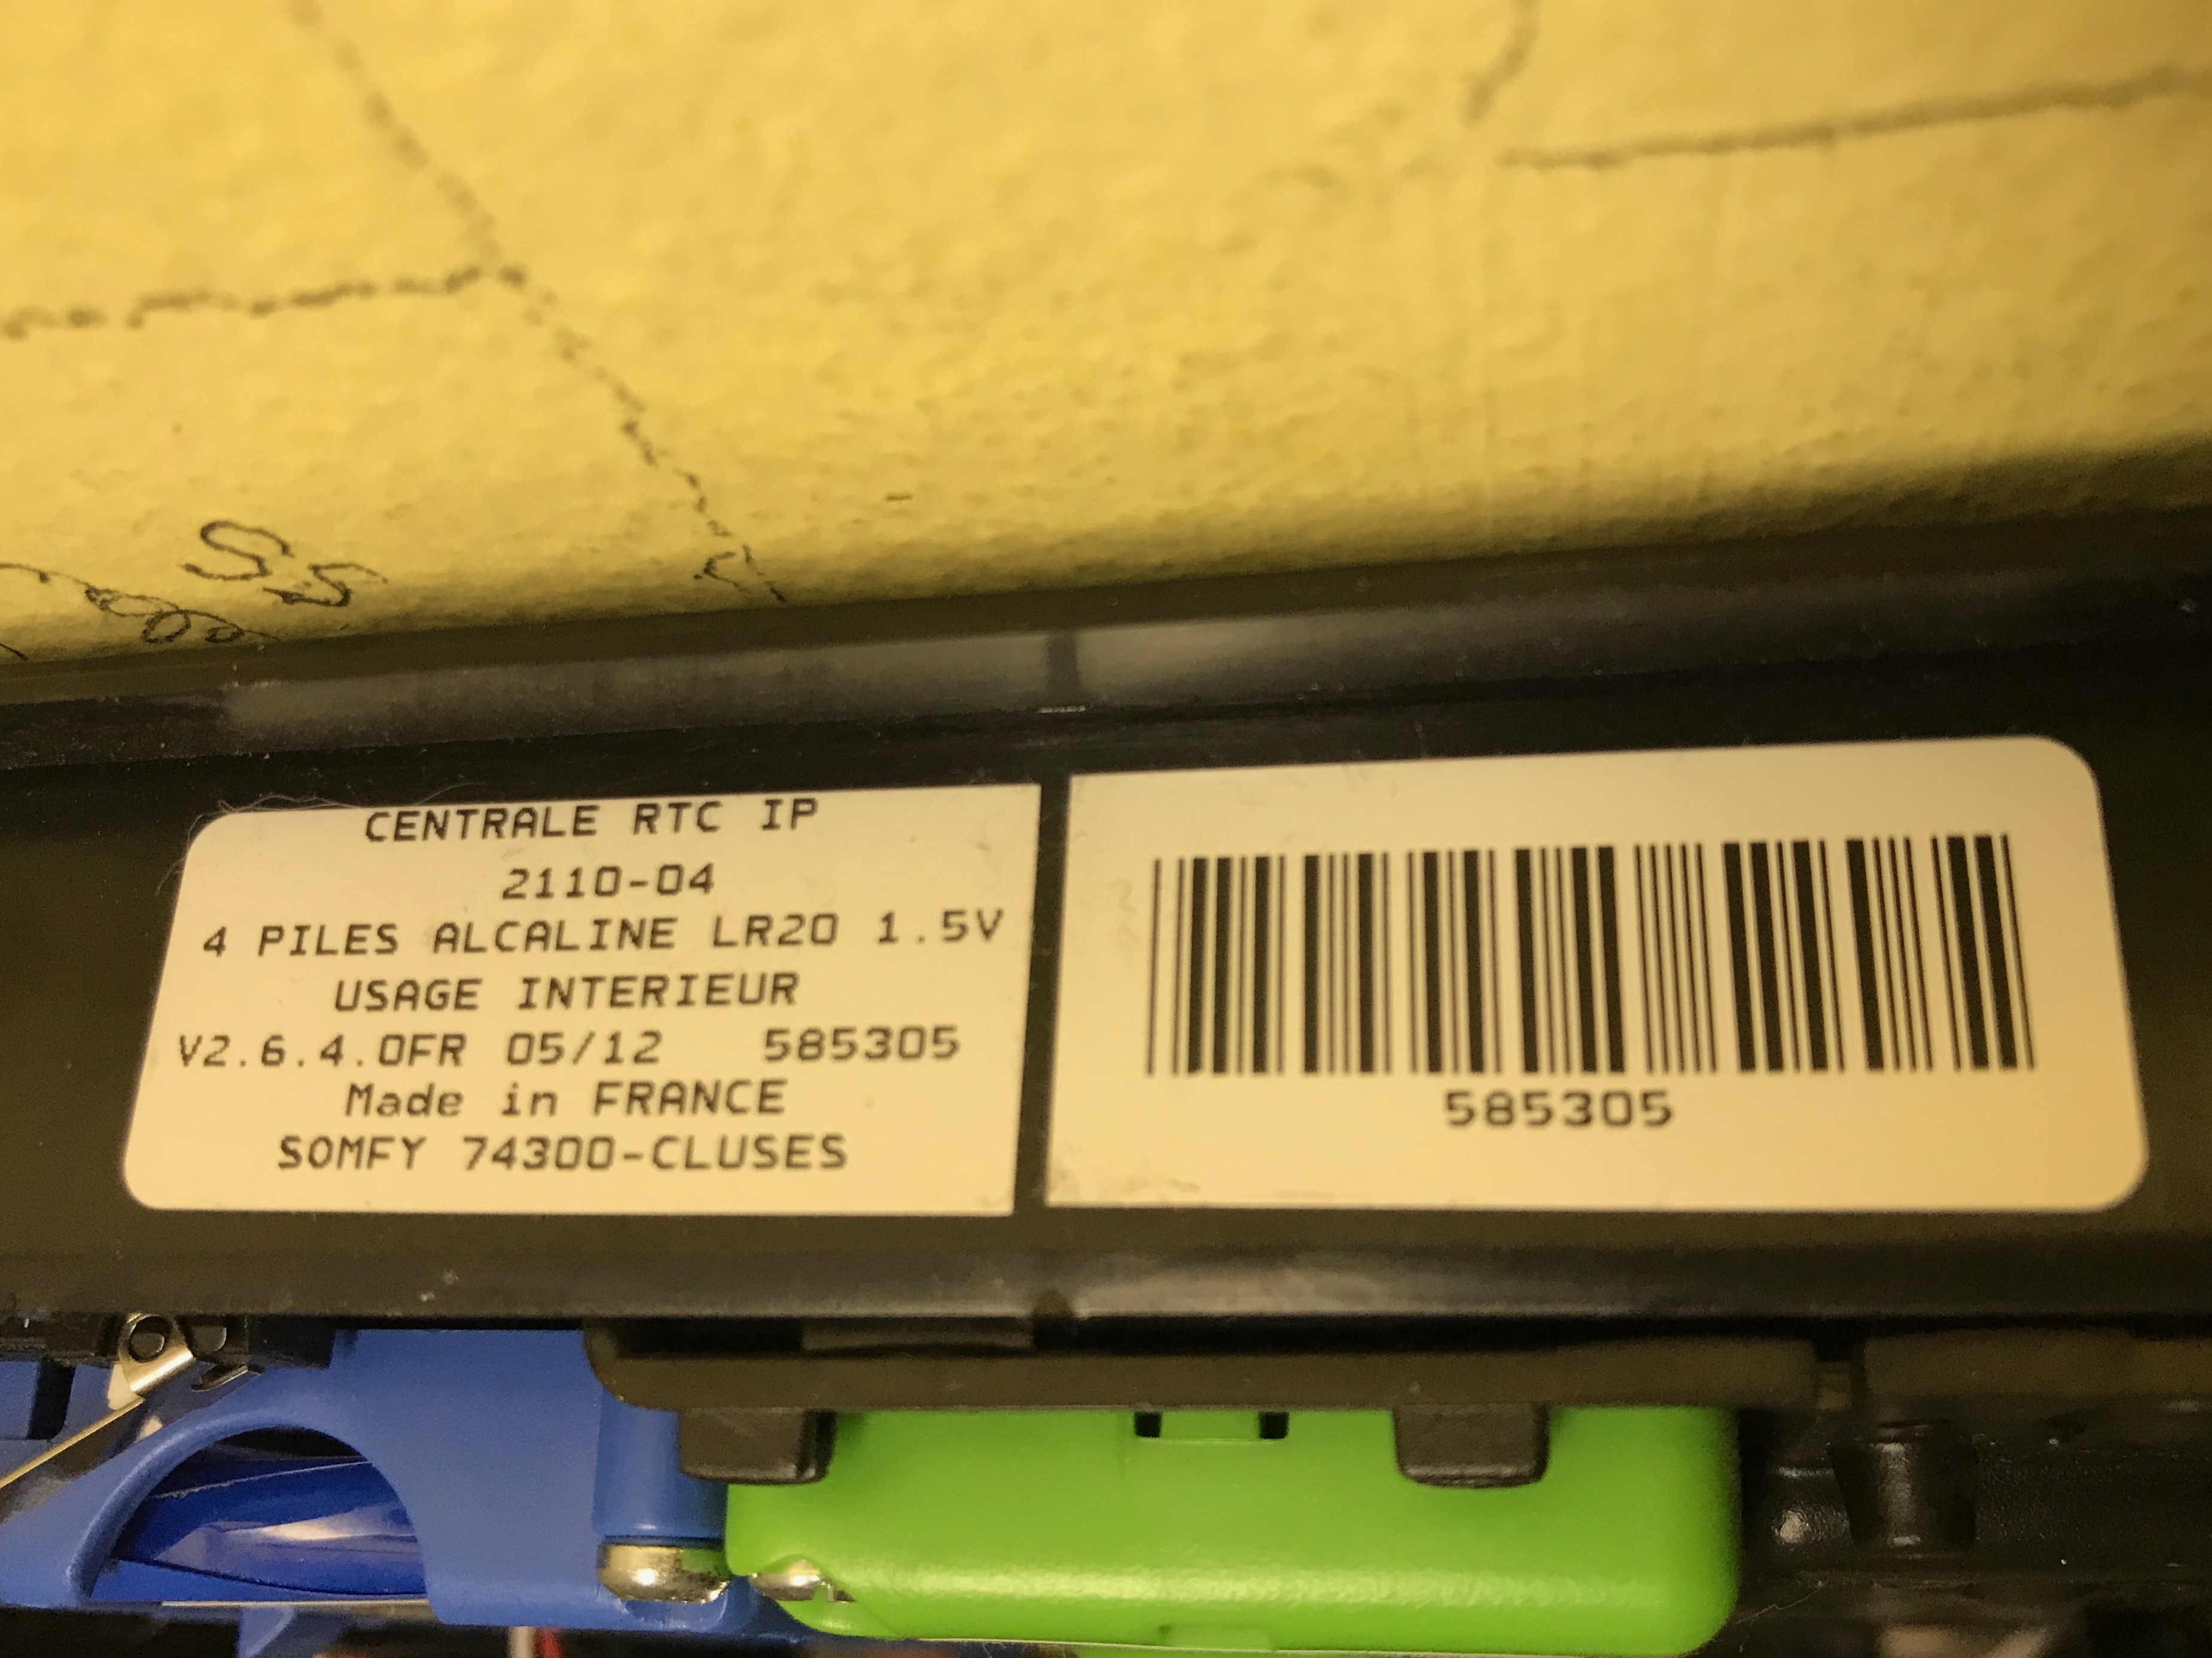 CENTRALE RTC IP
2110-04
4 PILES ALCALINE LR20 1.5V
USAGE INTERIEUR
V2.6.4.0FR 05/12 585305
Made in FRANCE
SOMFY 74300-CLUSES
585305